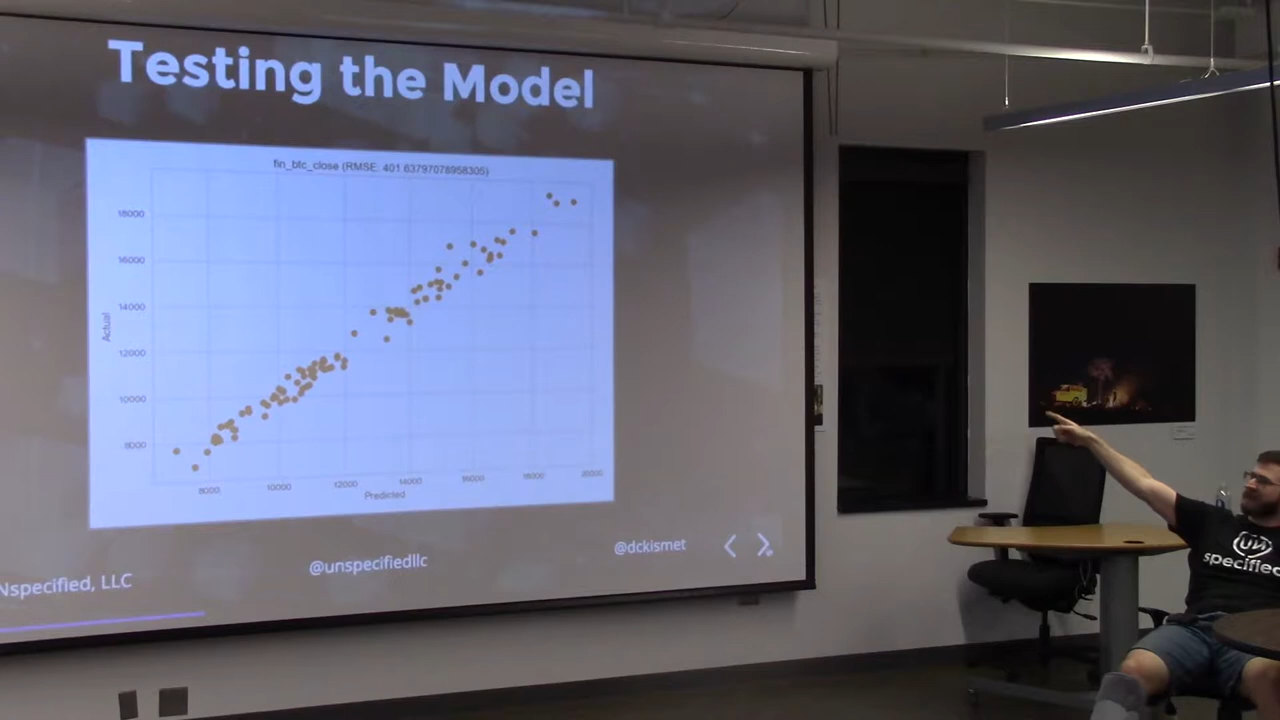 Testing the Model
fin_btc_close (RMSE: 401.63797078958305)
Actual
18000
16000
14000
12000
10000
8000
8000
10000
12000
14000
16000
18000
20000
Predicted
Nspecified, LLC
@unspecifiedllc
@dckismet
UN
specified